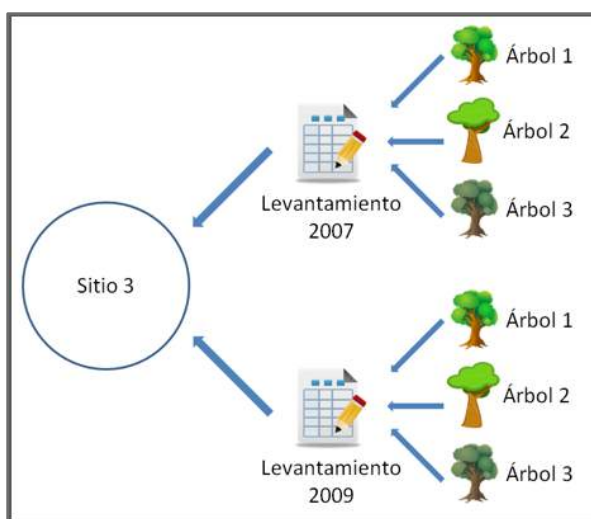 Árbol 1
Árbol 2
Árbol 3
Levantamiento
2007
Sitio 3
Árbol 1
Árbol 2
Árbol 3
Levantamiento
2009